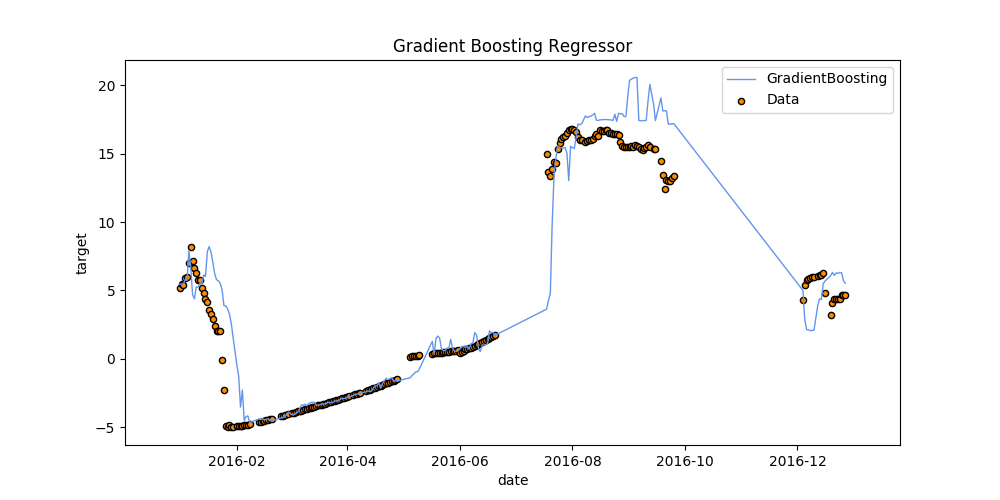 Gradient Boosting Regressor
GradientBoosting
Data
target
20
15
10
5
0
−5
2016-02
2016-04
2016-06
2016-08
2016-10
2016-12
date